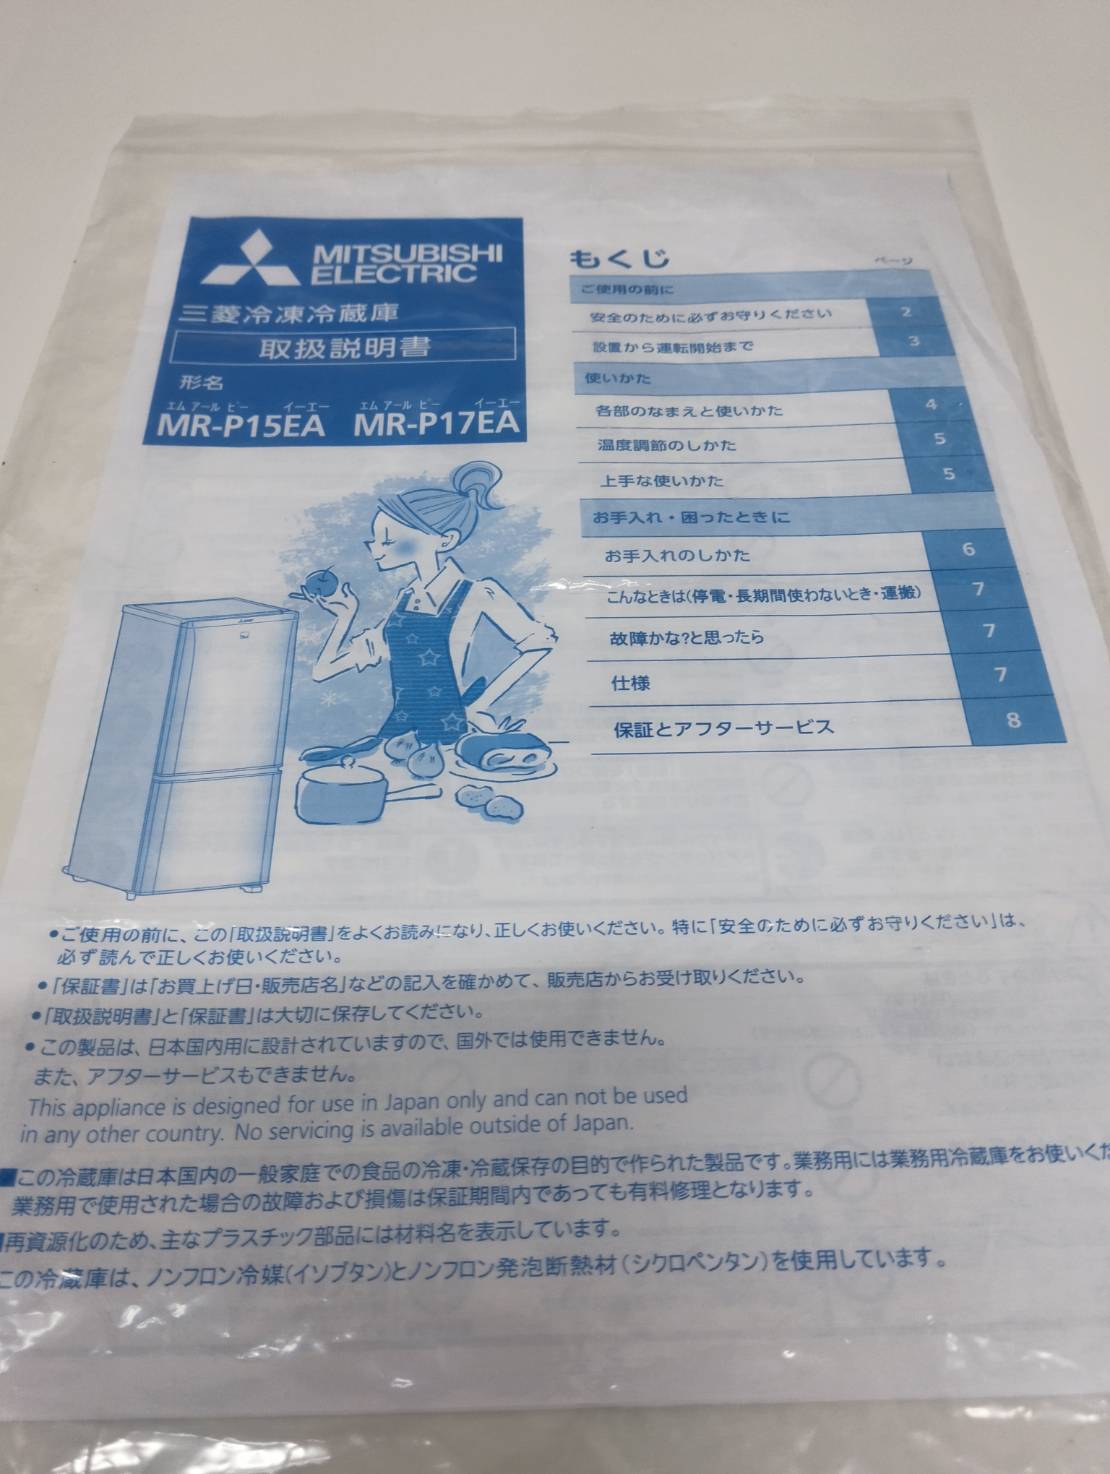 MITSUBISHI
ELECTRIC
三菱冷凍冷蔵庫
取扱説明書
形名
エム アール ピー イーエー エム アール ピー イーエー
MR-P15EA MR-P17EA
もくじ
ページ
ご使用の前に
安全のために必ずお守りください 2
設置から運転開始まで 3
使いかた
各部のなまえと使いかた 4
温度調節のしかた 5
上手な使いかた 5
お手入れ・困ったときに
お手入れのしかた 6
こんなときは(停電・長期間使わないとき・運搬) 7
故障かな?と思ったら 7
仕様 7
保証とアフターサービス 8
●ご使用の前に、この「取扱説明書」をよくお読みになり、正しくお使いください。特に「安全のために必ずお守りください」は、
必ず読んで正しくお使いください。
●「保証書」は「お買上げ日・販売店名」などの記入を確かめて、販売店からお受け取りください。
●「取扱説明書」と「保証書」は大切に保存してください。
●この製品は、日本国内用に設計されていますので、国外では使用できません。
また、アフターサービスもできません。
This appliance is designed for use in Japan only and can not be used
in any other country. No servicing is available outside of Japan.
■この冷蔵庫は日本国内の一般家庭での食品の冷凍・冷蔵保存の目的で作られた製品です。業務用には業務用冷蔵庫をお使いくだ
業務用で使用された場合の故障および損傷は保証期間内であっても有料修理となります。
■再資源化のため、主なプラスチック部品には材料名を表示しています。
この冷蔵庫は、ノンフロン冷媒(イソブタン)とノンフロン発泡断熱材(シクロペンタン)を使用しています。